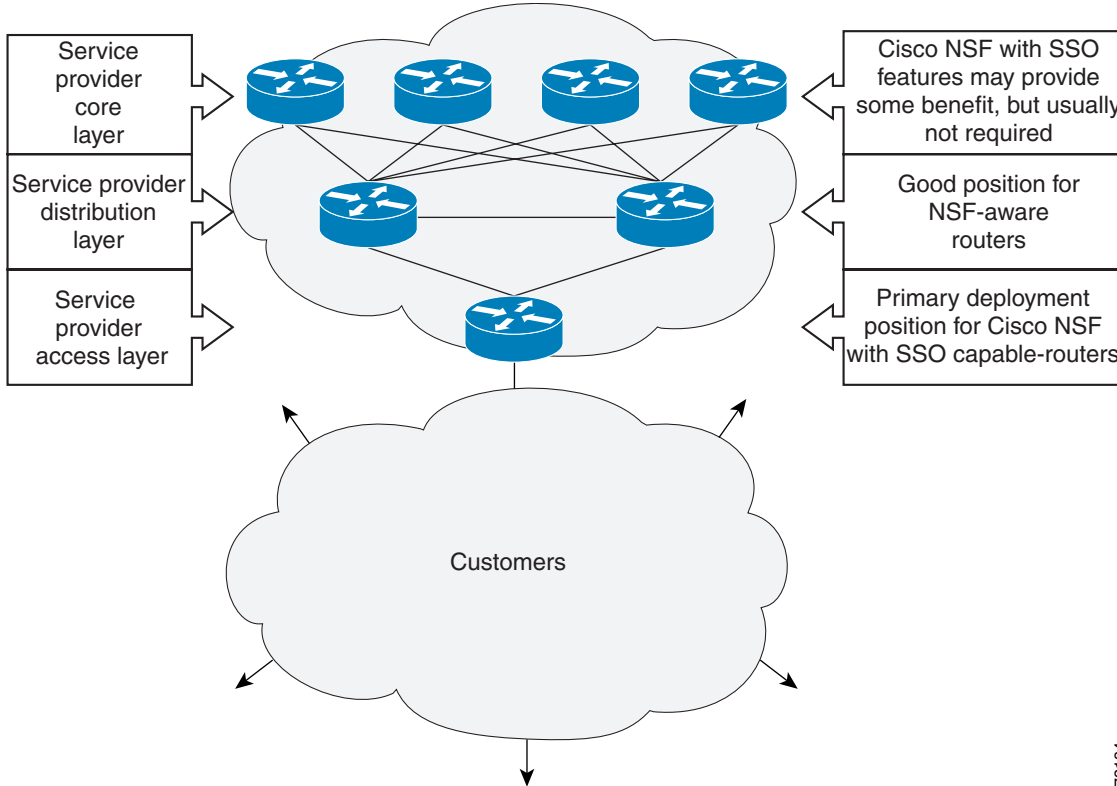 Service
provider
core
layer
Cisco NSF with SSO
features may provide
some benefit, but usually
not required
Service provider
distribution
layer
Good position for
NSF-aware
routers
Service
provider
access layer
Primary deployment
position for Cisco NSF
with SSO capable-routers
Customers